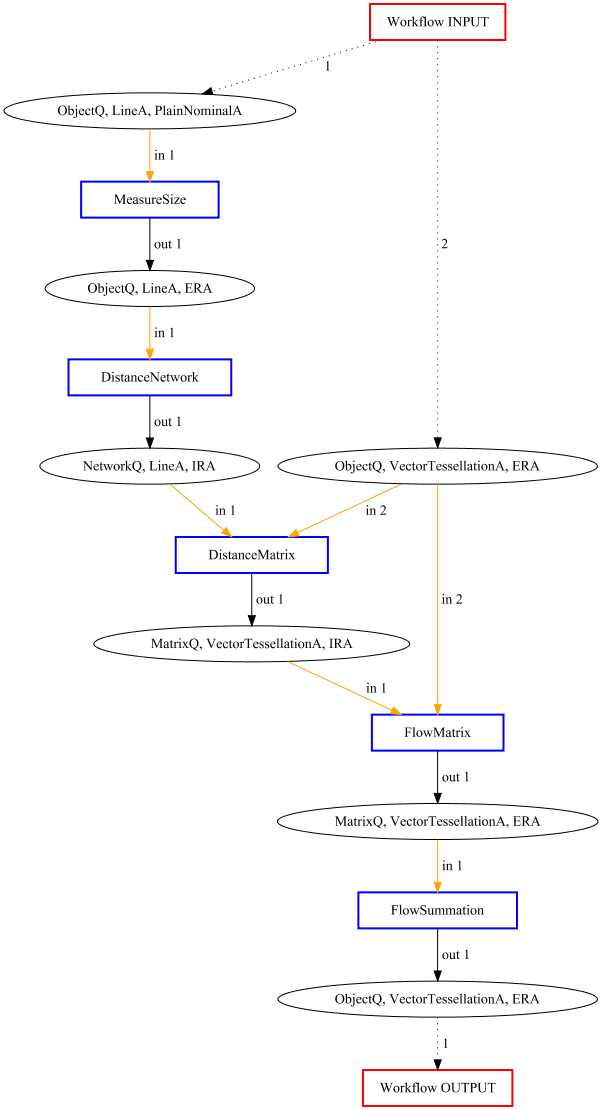 Workflow INPUT
1
ObjectQ, LineA, PlainNominalA
in 1
MeasureSize
out 1
2
ObjectQ, LineA, ERA
in 1
DistanceNetwork
out 1
NetworkQ, LineA, IRA
ObjectQ, VectorTessellationA, ERA
in 1
in 2
DistanceMatrix
out 1
in 2
MatrixQ, VectorTessellationA, IRA
in 1
FlowMatrix
out 1
MatrixQ, VectorTessellationA, ERA
in 1
FlowSummation
out 1
ObjectQ, VectorTessellationA, ERA
1
Workflow OUTPUT